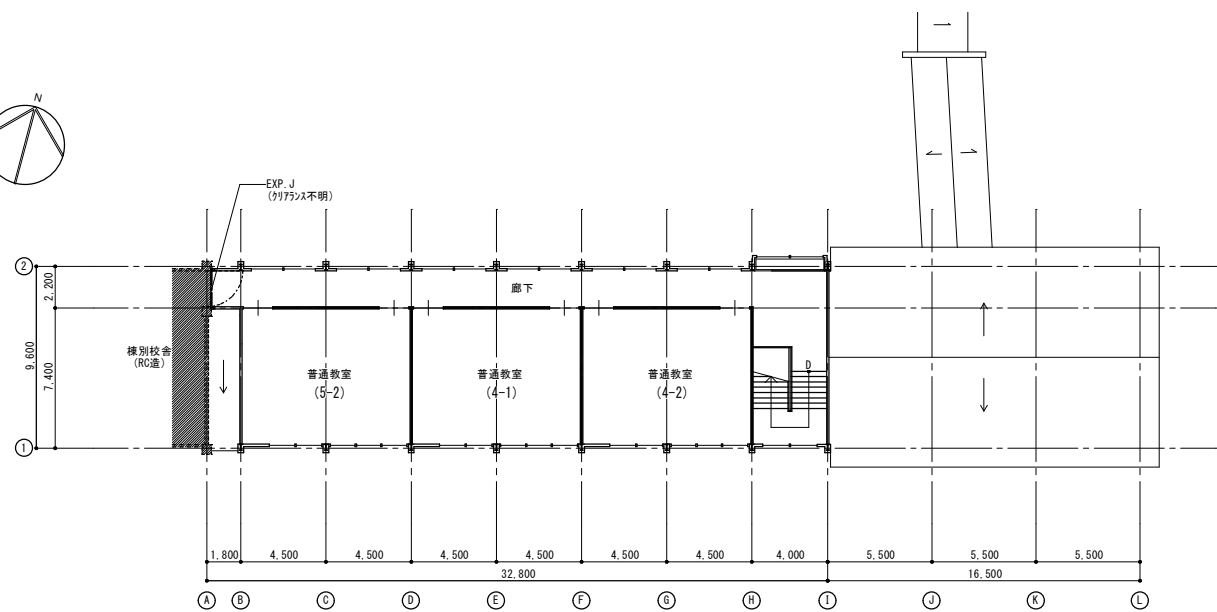 N
EXP.J
(クリアランス不明)
2
2,200
廊下
9,600
7,400
棟別校舎
(RC造)
普通教室
(5-2)
普通教室
(4-1)
普通教室
(4-2)
D
1
1,800
4,500
4,500
4,500
4,500
4,500
4,500
4,000
5,500
5,500
5,500
32,800
16,500
A
B
C
D
E
F
G
H
I
J
K
L